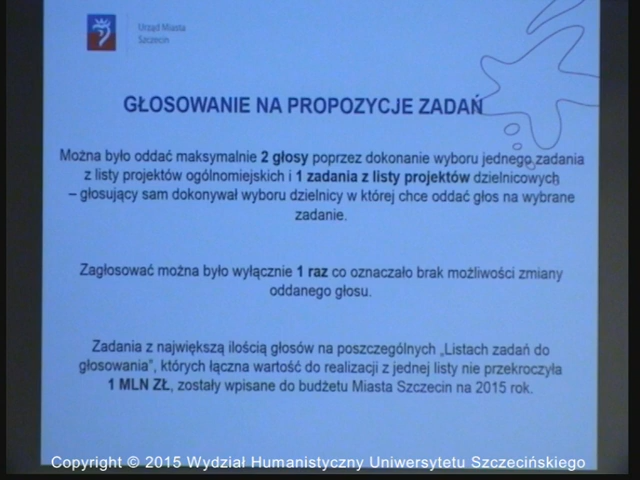 Urząd Miasta
Szczecin
GŁOSOWANIE NA PROPOZYCJE ZADAŃ
Można było oddać maksymalnie 2 głosy poprzez dokonanie wyboru jednego zadania
z listy projektów ogólnomiejskich i 1 zadania z listy projektów dzielnicowych
– głosujący sam dokonywał wyboru dzielnicy w której chce oddać głos na wybrane
zadanie.
Zagłosować można było wyłącznie 1 raz co oznaczało brak możliwości zmiany
oddanego głosu.
Zadania z największą ilością głosów na poszczególnych „Listach zadań do
głosowania”, których łączna wartość do realizacji z jednej listy nie przekroczyła
1 MLN ZŁ, zostały wpisane do budżetu Miasta Szczecin na 2015 rok.
Copyright © 2015 Wydział Humanistyczny Uniwersytetu Szczecińskiego